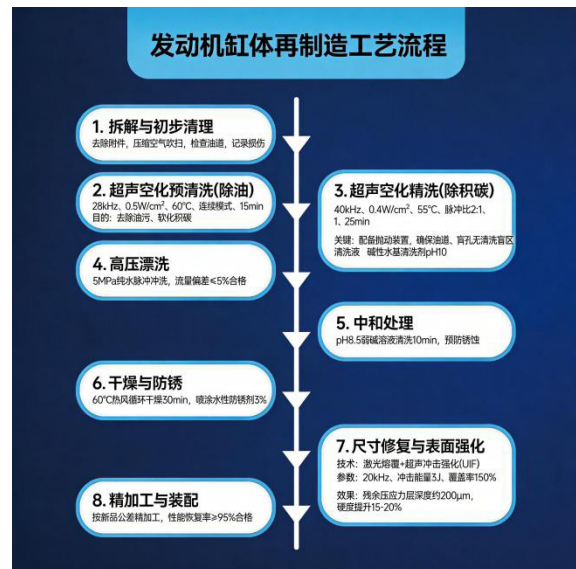 发动机缸体再制造工艺流程
1. 拆解与初步清理
去除附件，压缩空气吹扫，检查油道，记录损伤
2. 超声空化预清洗(除油)
28kHz、0.5W/cm²、60℃、连续模式、15min
目的：去除油污、软化积碳
3. 超声空化精洗(除积碳)
40kHz、0.4W/cm²、55℃、脉冲比2:1、
1、25min
关键：配备抛动装置，确保油道、盲孔无清洗盲区
清洗液 碱性水基清洗剂pH10
4. 高压漂洗
5MPa纯水脉冲冲洗，流量偏差≤5%合格
5. 中和处理
pH8.5弱碱溶液清洗10min，预防锈蚀
6. 干燥与防锈
60℃热风循环干燥30min，喷涂水性防锈剂3%
7. 尺寸修复与表面强化
技术：激光熔覆+超声冲击强化(UIF)
参数：20kHz、冲击能量3J、覆盖率150%
效果：残余压应力层深度约200μm，
硬度提升15-20%
8. 精加工与装配
按新品公差精加工，性能恢复率≥95%合格